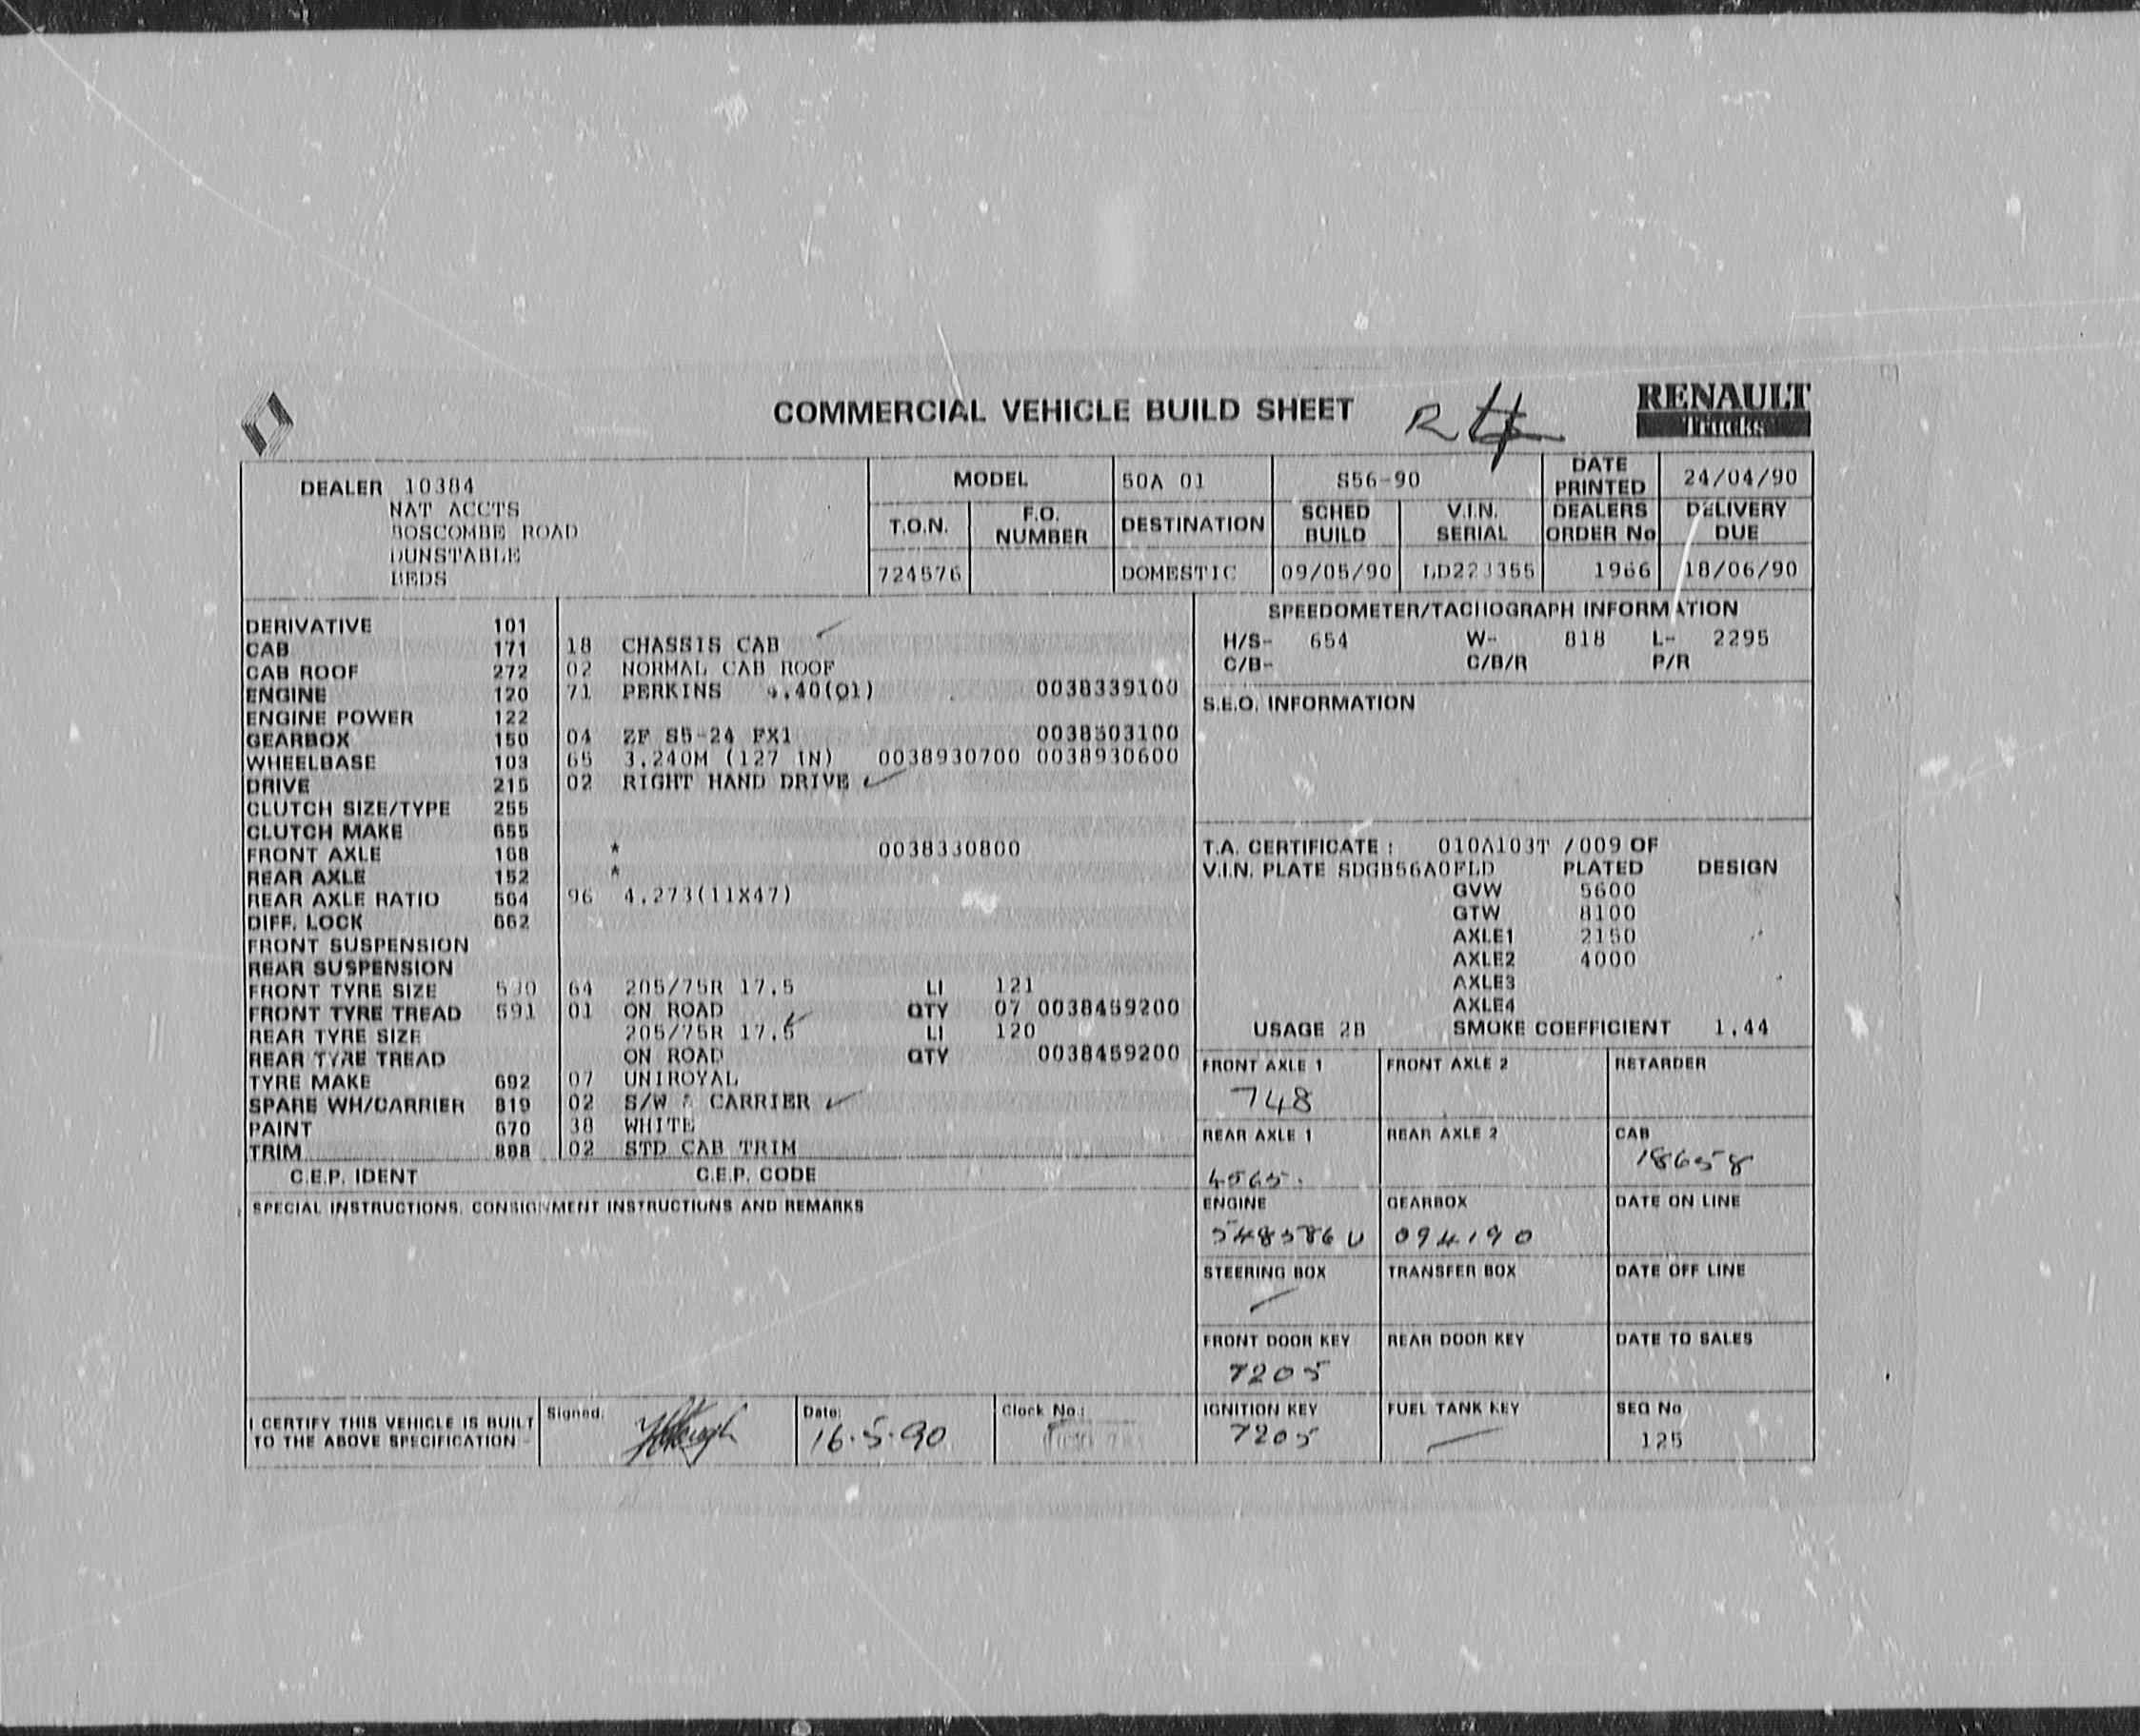 COMMERCIAL VEHICLE BUILD SHEET R4
RENAULT
Trucks
DEALER 10384
NAT ACCTS
BOSCOMBE ROAD
DUNSTABLE
BEDS
MODEL 50A 01 S56-90 DATE PRINTED 24/04/90
T.O.N. F.O. NUMBER DESTINATION SCHED BUILD V.I.N. SERIAL DEALERS ORDER No DELIVERY DUE
724576 DOMESTIC 09/05/90 LD223355 1966 18/06/90
DERIVATIVE 101
CAB 171 18 CHASSIS CAB
CAB ROOF 272 02 NORMAL CAB ROOF
ENGINE 120 71 PERKINS 4.40(Q1) 0038339100
ENGINE POWER 122
GEARBOX 150 04 ZF S5-24 FX1 0038503100
WHEELBASE 103 65 3.240M (127 IN) 0038930700 0038930600
DRIVE 215 02 RIGHT HAND DRIVE
CLUTCH SIZE/TYPE 255
CLUTCH MAKE 655
FRONT AXLE 168 * 0038330800
REAR AXLE 152 *
REAR AXLE RATIO 564 96 4.273(11X47)
DIFF. LOCK 662
FRONT SUSPENSION
REAR SUSPENSION
FRONT TYRE SIZE 530 64 205/75R 17.5 LI 121
FRONT TYRE TREAD 591 01 ON ROAD QTY 07 0038459200
REAR TYRE SIZE 205/75R 17.5 LI 120
REAR TYRE TREAD ON ROAD QTY 0038459200
TYRE MAKE 692 07 UNIROYAL
SPARE WH/CARRIER 819 02 S/W & CARRIER
PAINT 670 38 WHITE
TRIM 888 02 STD CAB TRIM
C.E.P. IDENT C.E.P. CODE
SPECIAL INSTRUCTIONS, CONSIGNMENT INSTRUCTIONS AND REMARKS
SPEEDOMETER/TACHOGRAPH INFORMATION
H/S- 654 W- 818 L- 2295
C/B- C/B/R P/R
S.E.O. INFORMATION
T.A. CERTIFICATE : 010A103T /009 OF
V.I.N. PLATE SDGB56A0FLD PLATED DESIGN
GVW 5600
GTW 8100
AXLE1 2150
AXLE2 4000
AXLE3
AXLE4
USAGE 2B SMOKE COEFFICIENT 1.44
FRONT AXLE 1 FRONT AXLE 2 RETARDER
748
REAR AXLE 1 REAR AXLE 2 CAB
4565. 18658
ENGINE GEARBOX DATE ON LINE
548586U 094190
STEERING BOX TRANSFER BOX DATE OFF LINE
FRONT DOOR KEY REAR DOOR KEY DATE TO SALES
7205
IGNITION KEY FUEL TANK KEY SEQ No
7205 125
I CERTIFY THIS VEHICLE IS BUILT
TO THE ABOVE SPECIFICATION -
Signed:
Date:
16.5.90
Clock No.: